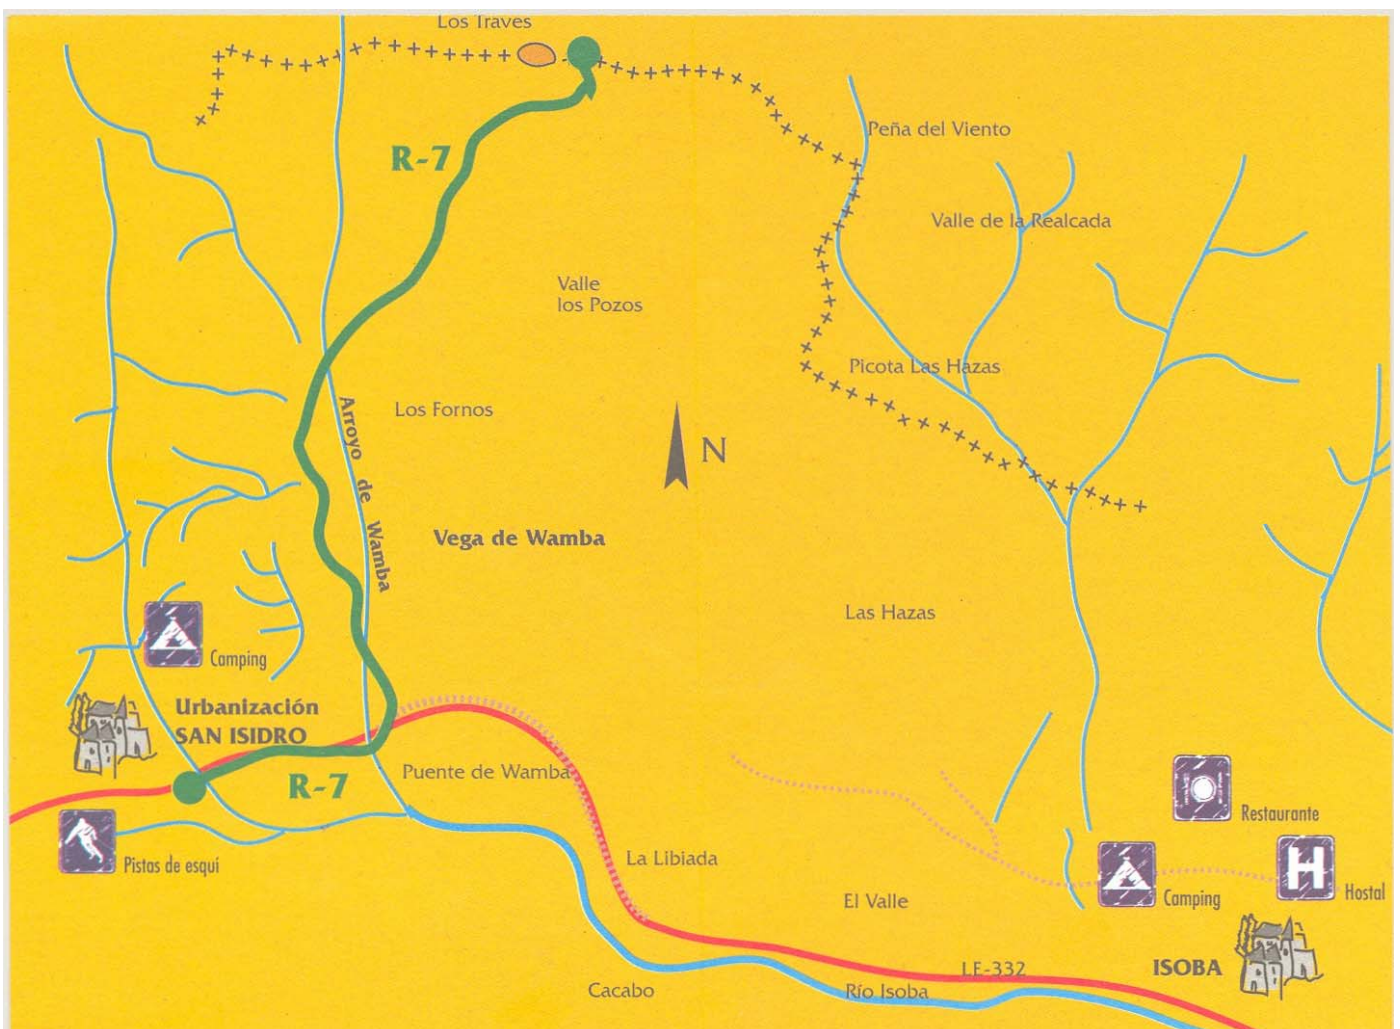 Los Traves
R-7
Peña del Viento
Valle de la Realcada
Valle
los Pozos
Picota Las Hazas
Los Fornos
Arroyo de Wamba
N
Vega de Wamba
Las Hazas
Camping
Urbanización
SAN ISIDRO
R-7
Puente de Wamba
Pistas de esquí
Restaurante
La Libiada
H
Hostal
Camping
El Valle
ISOBA
LE-332
Cacabo
Río Isoba